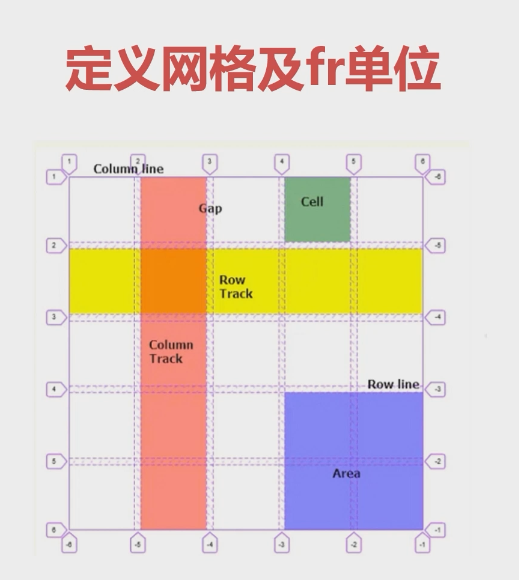 定义网格及fr单位
1 2 3 4 5 6
Column line
1 -6
Cell
Gap
2 -5
Row
Track
3 -4
Column
Track
Row line
4 -3
5 -2
Area
6 -1
-6 -5 -4 -3 -2 -1